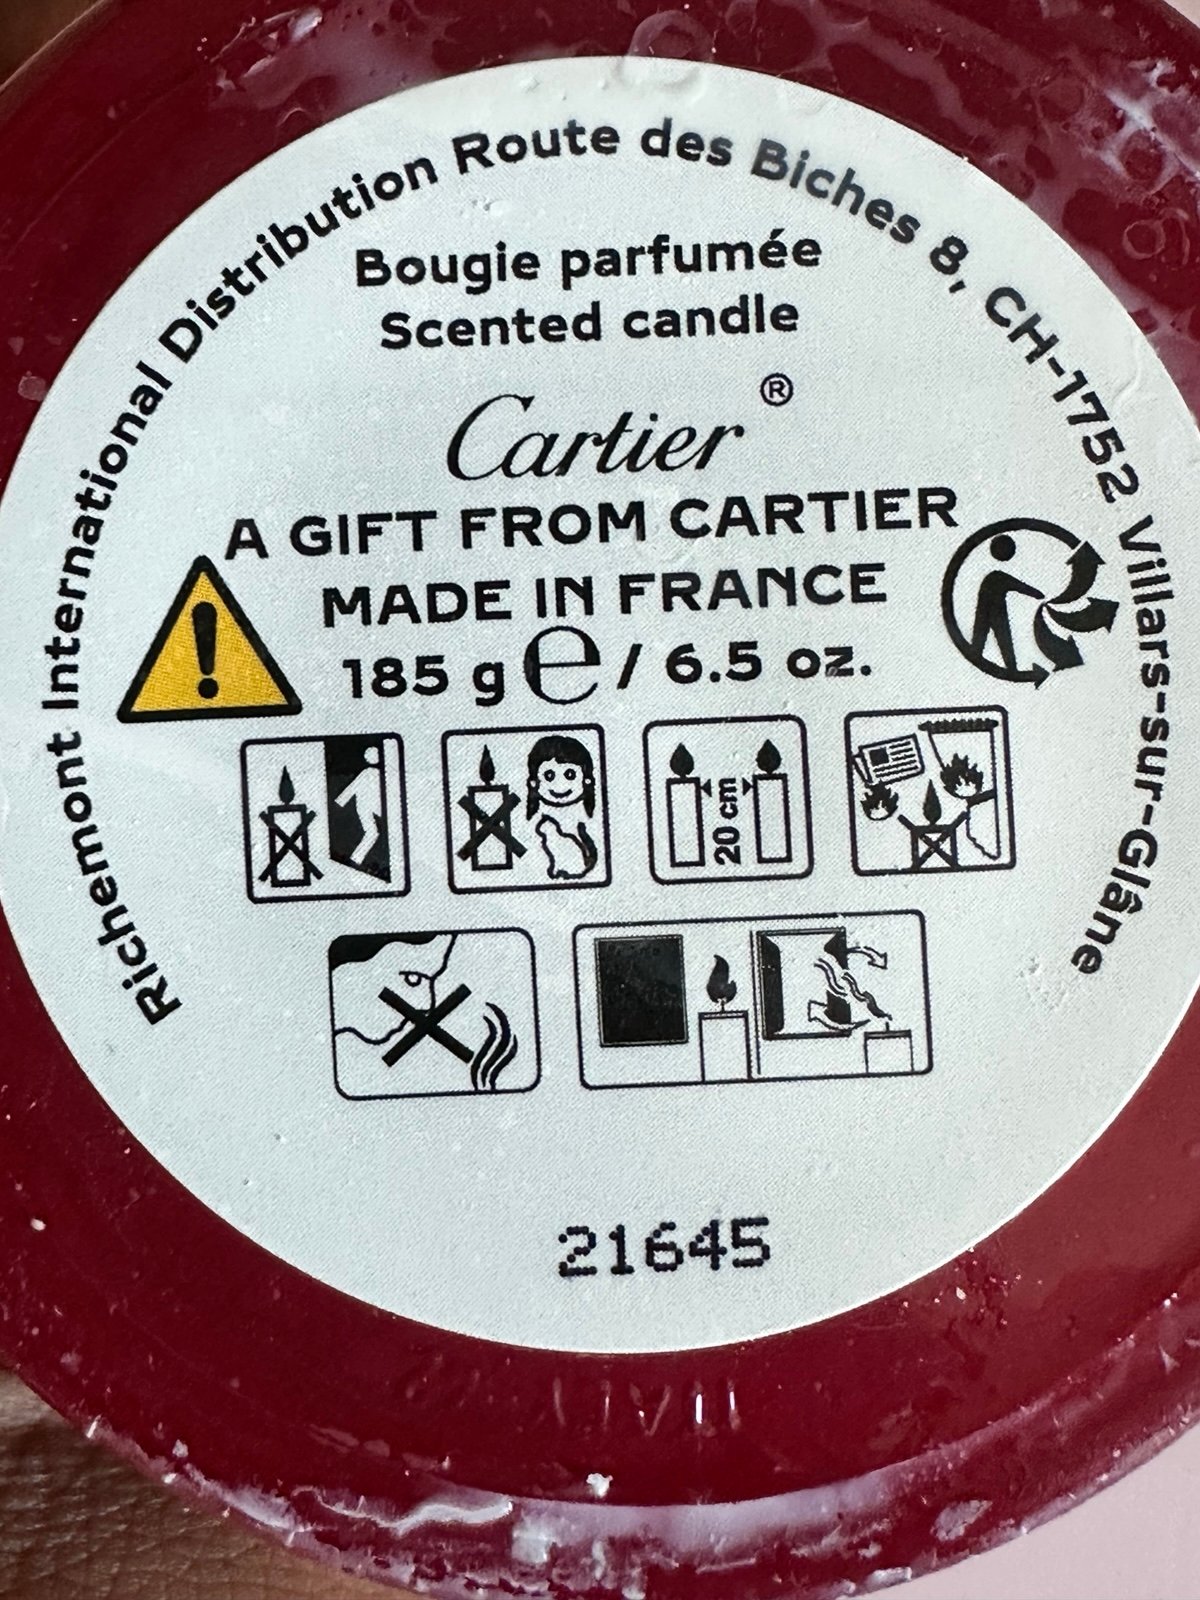 Richemont International Distribution Route des Biches 8, CH-1752 Villars-sur-Glâne
Bougie parfumée
Scented candle
Cartier®
A GIFT FROM CARTIER
MADE IN FRANCE
185 g ℮ / 6.5 oz.
20 cm
21645